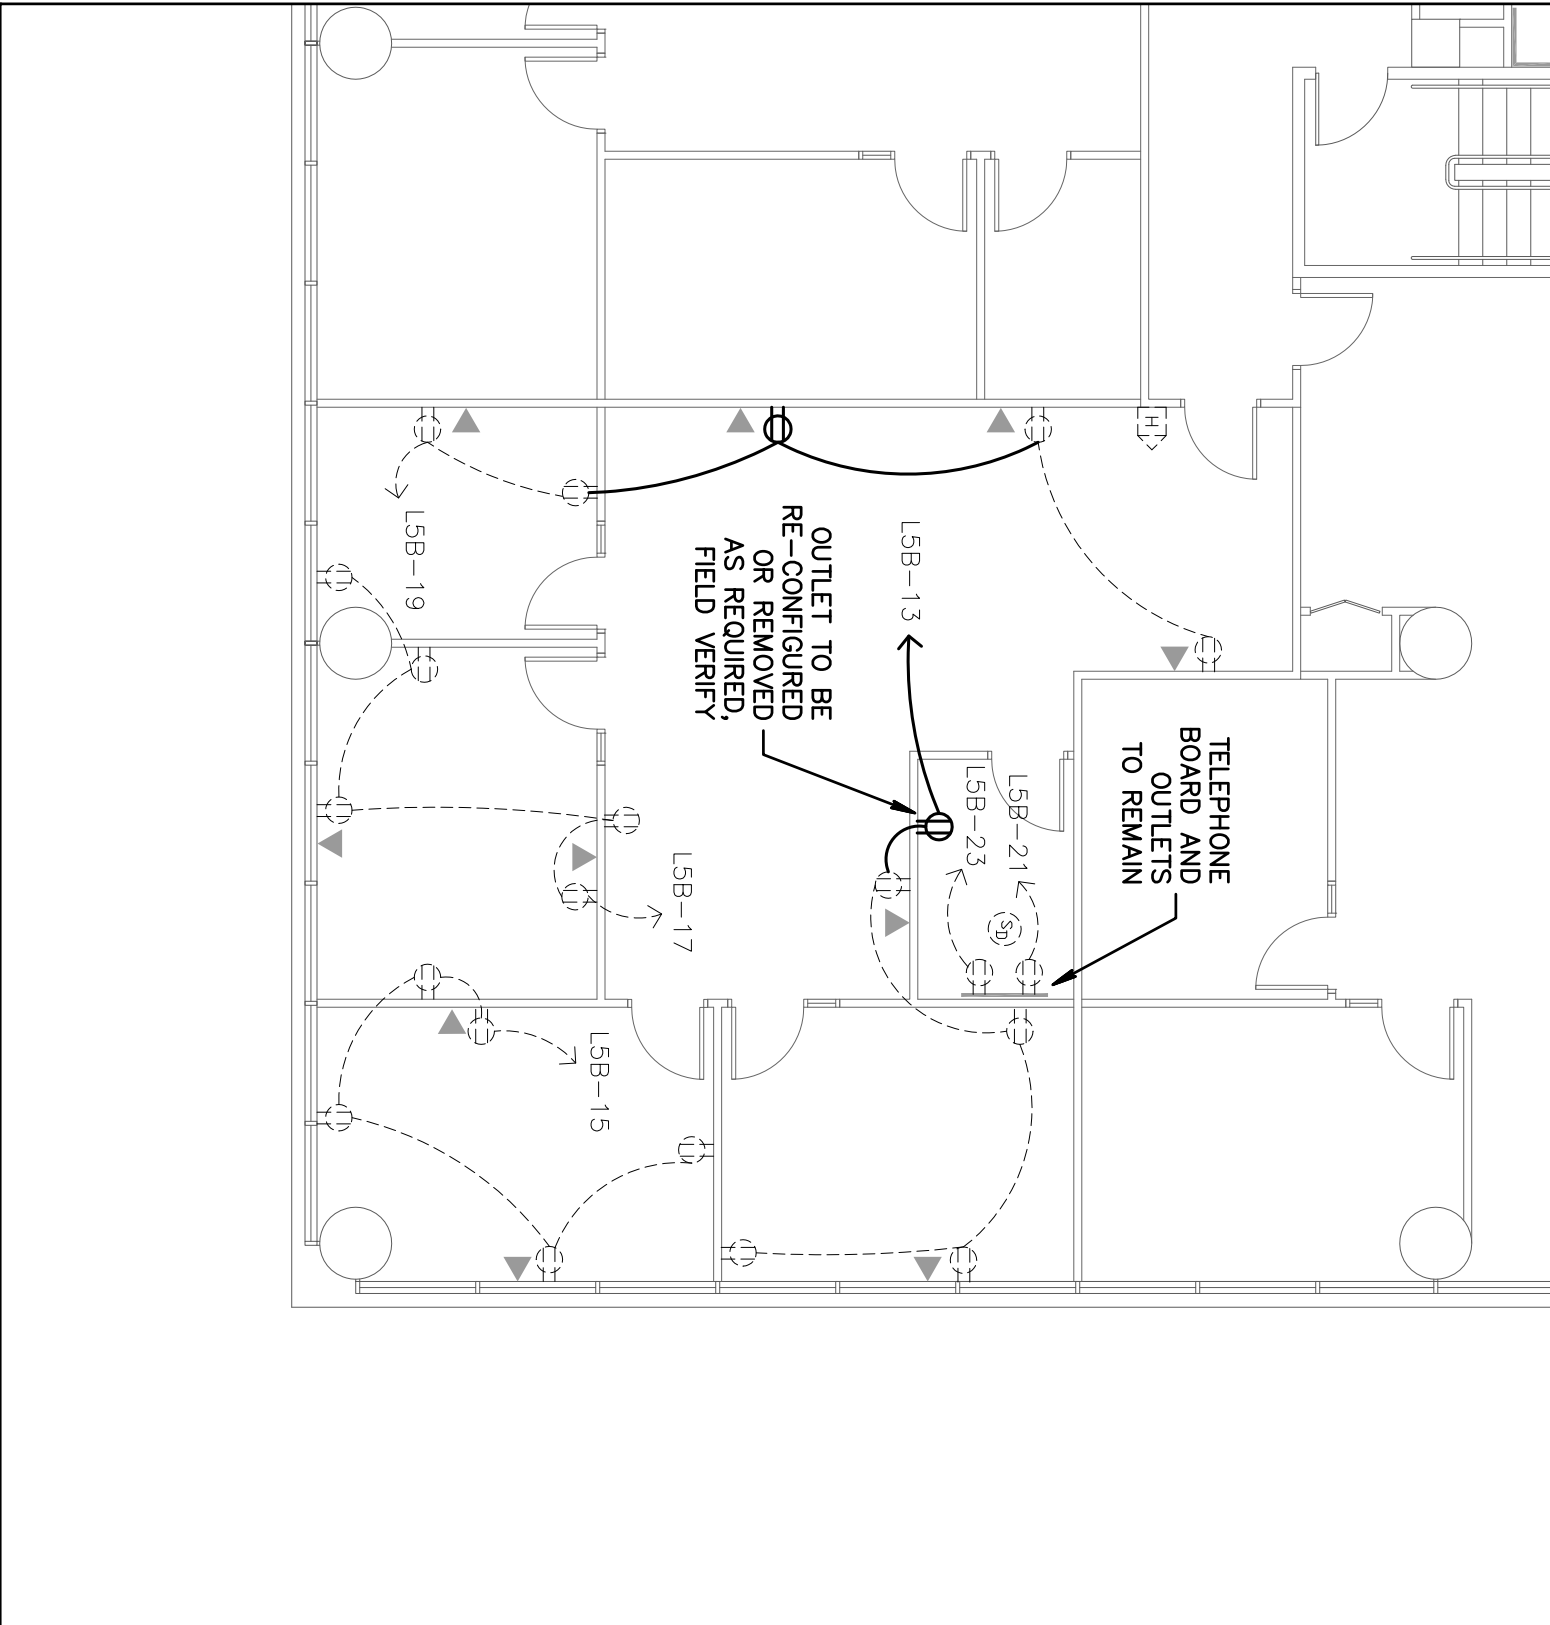 H
L5B-19
OUTLET TO BE
RE-CONFIGURED
OR REMOVED
AS REQUIRED,
FIELD VERIFY
L5B-13
TELEPHONE
BOARD AND
OUTLETS
TO REMAIN
L5B-21
L5B-23
L5B-17
SD
L5B-15